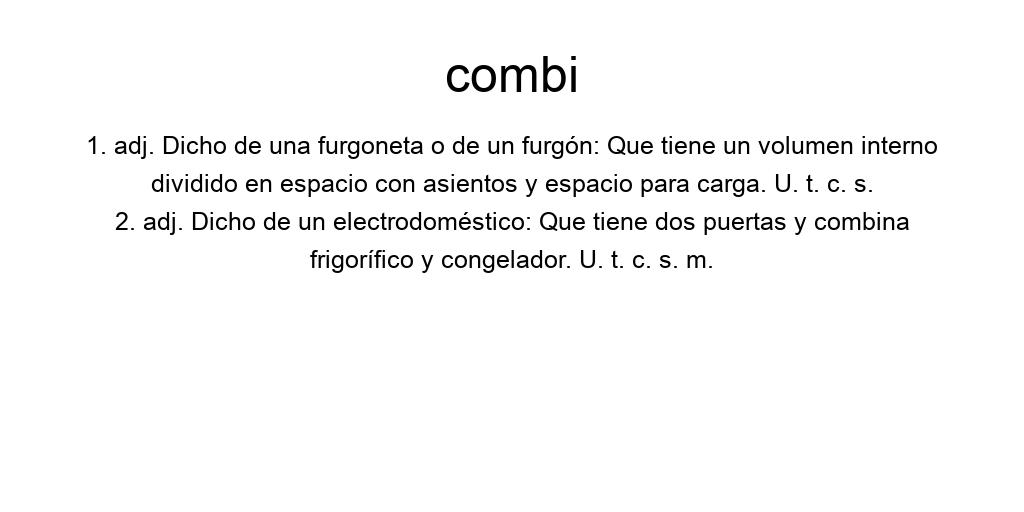 combi
1. adj. Dicho de una furgoneta o de un furgón: Que tiene un volumen interno
dividido en espacio con asientos y espacio para carga. U. t. c. s.
2. adj. Dicho de un electrodoméstico: Que tiene dos puertas y combina
frigorífico y congelador. U. t. c. s. m.